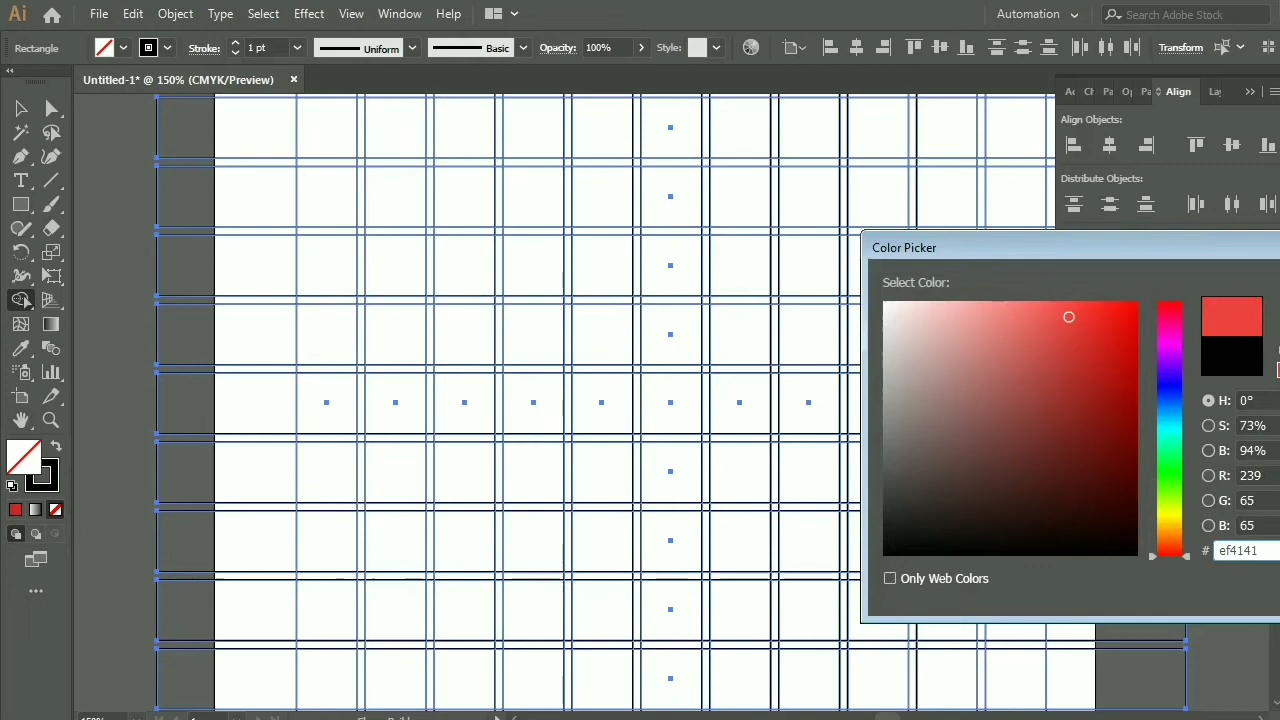 Ai File Edit Object Type Select Effect View Window Help Automation Search Adobe Stock
Rectangle Stroke: 1 pt Uniform Basic Opacity: 100% Style: Transform
Untitled-1* @ 150% (CMYK/Preview) ×
Align
Align Objects:
Distribute Objects:
Color Picker
Select Color:
H: 0°
S: 73%
B: 94%
R: 239
G: 65
B: 65
# ef4141
Only Web Colors